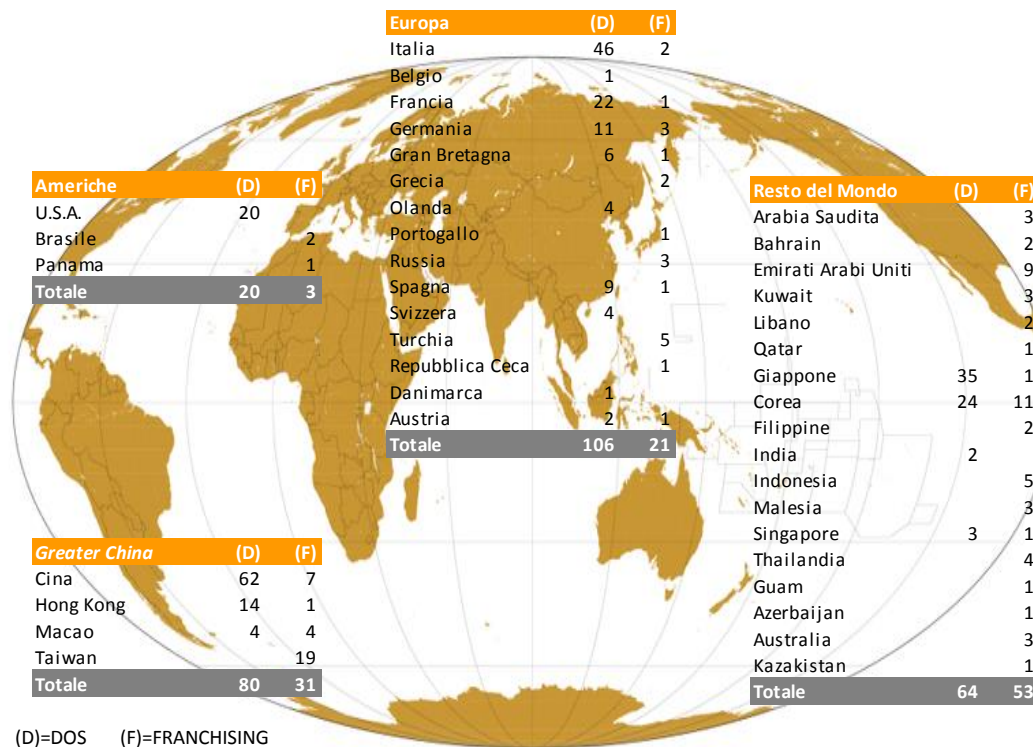 Europa (D) (F)
Italia 46 2
Belgio 1
Francia 22 1
Germania 11 3
Gran Bretagna 6 1
Grecia 2
Olanda 4
Portogallo 1
Russia 3
Spagna 9 1
Svizzera 4
Turchia 5
Repubblica Ceca 1
Danimarca 1
Austria 2 1
Totale 106 21
Americhe (D) (F)
U.S.A. 20
Brasile 2
Panama 1
Totale 20 3
Resto del Mondo (D) (F)
Arabia Saudita 3
Bahrain 2
Emirati Arabi Uniti 9
Kuwait 3
Libano 2
Qatar 1
Giappone 35 1
Corea 24 11
Filippine 2
India 2
Indonesia 5
Malesia 3
Singapore 3 1
Thailandia 4
Guam 1
Azerbaijan 1
Australia 3
Kazakistan 1
Totale 64 53
Greater China (D) (F)
Cina 62 7
Hong Kong 14 1
Macao 4 4
Taiwan 19
Totale 80 31
(D)=DOS (F)=FRANCHISING